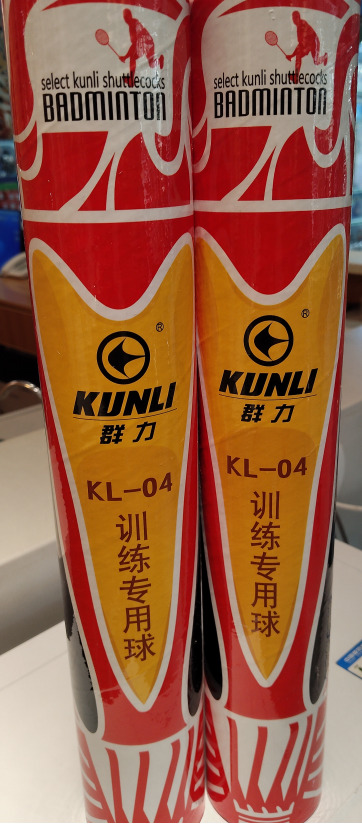 select kunli shuttlecocks
BADMINTON
®
KUNLI
群力
KL-04
训练专用球
select kunli shuttlecocks
BADMINTON
®
KUNLI
群力
KL-04
训练专用球